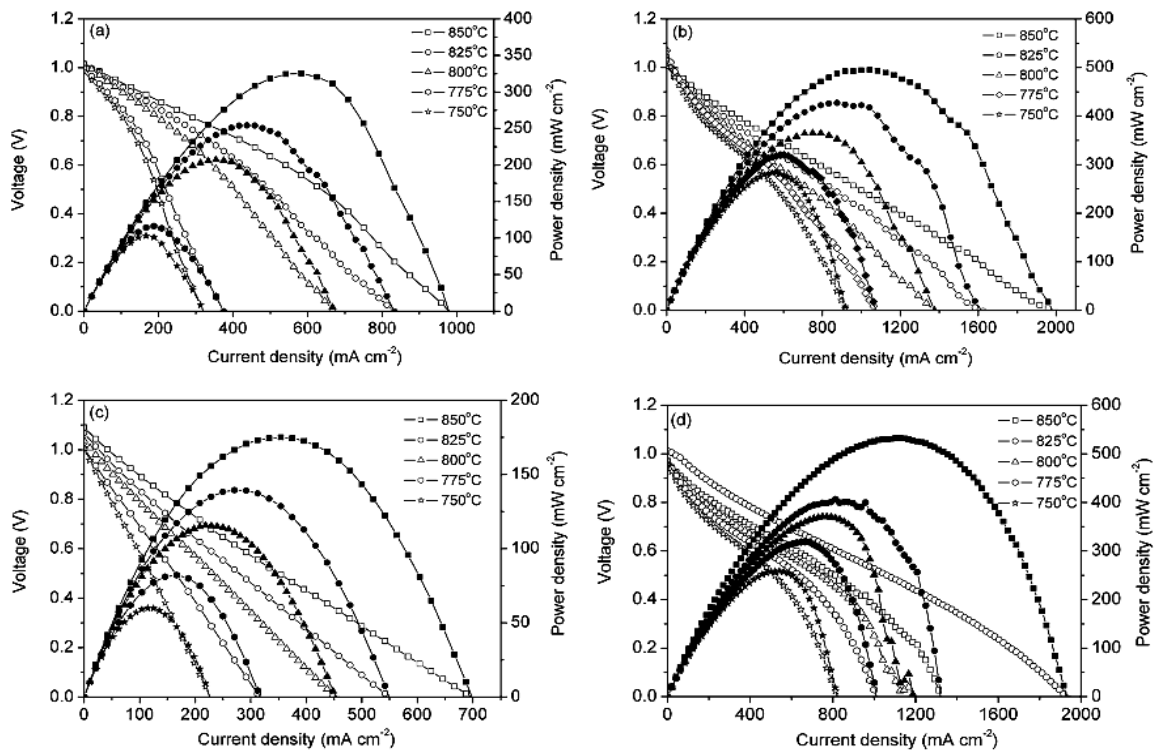 (a)
850°C
825°C
800°C
775°C
750°C
1.2
1.0
0.8
0.6
0.4
0.2
0.0
Voltage (V)
400
350
300
250
200
150
100
50
0
Power density (mW cm-2)
0 200 400 600 800 1000
Current density (mA cm-2)
(b)
850°C
825°C
800°C
775°C
750°C
1.2
1.0
0.8
0.6
0.4
0.2
0.0
Voltage (V)
600
500
400
300
200
100
0
Power density (mW cm-2)
0 400 800 1200 1600 2000
Current density (mA cm-2)
(c)
850°C
825°C
800°C
775°C
750°C
1.2
1.0
0.8
0.6
0.4
0.2
0.0
Voltage (V)
200
150
100
50
0
Power density (mW cm-2)
0 100 200 300 400 500 600 700
Current density (mA cm-2)
(d)
850°C
825°C
800°C
775°C
750°C
1.2
1.0
0.8
0.6
0.4
0.2
0.0
Voltage (V)
600
500
400
300
200
100
0
Power density (mW cm-2)
0 400 800 1200 1600 2000
Current density (mA cm-2)